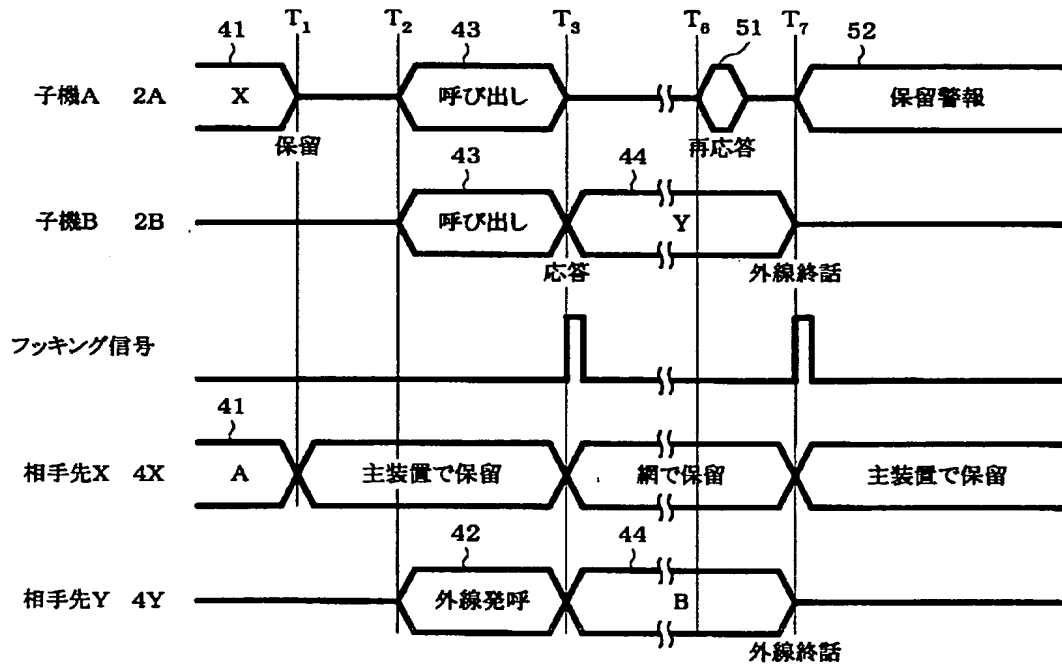 T1 T2 T3 T6 T7
41 43 51 52
子機A 2A X 呼び出し 保留警報
保留 再応答
43 44
子機B 2B 呼び出し Y
応答 外線終話
フッキング信号
41
相手先X 4X A 主装置で保留 網で保留 主装置で保留
42 44
相手先Y 4Y 外線発呼 B
外線終話